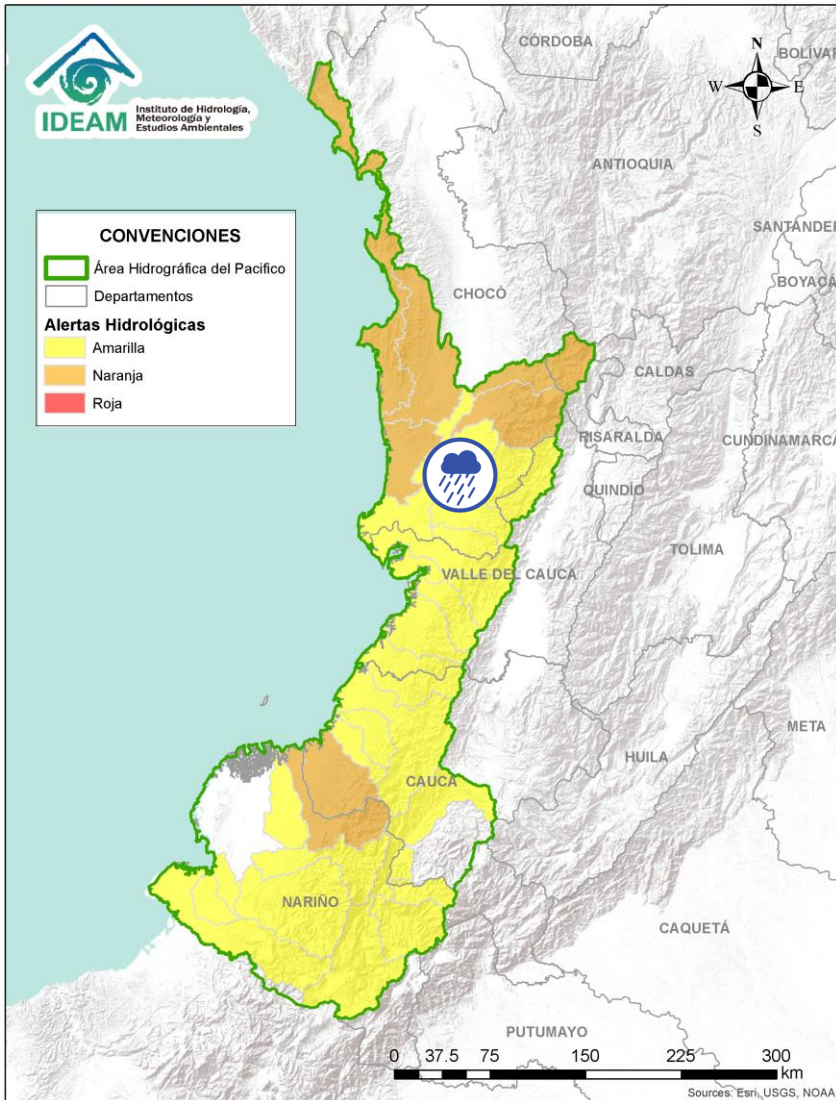 IDEAM
Instituto de Hidrología,
Meteorología y
Estudios Ambientales
CÓRDOBA
BOLÍVAR
N
W
E
S
ANTIOQUIA
SANTANDER
BOYACÁ
CHOCÓ
CONVENCIONES
Área Hidrográfica del Pacifico
Departamentos
Alertas Hidrológicas
Amarilla
Naranja
Roja
CALDAS
RISARALDA
CUNDINAMARCA
QUINDÍO
TOLIMA
VALLE DEL CAUCA
META
HUILA
CAUCA
NARIÑO
CAQUETÁ
PUTUMAYO
0 37.5 75 150 225 300
km
Sources: Esri, USGS, NOAA